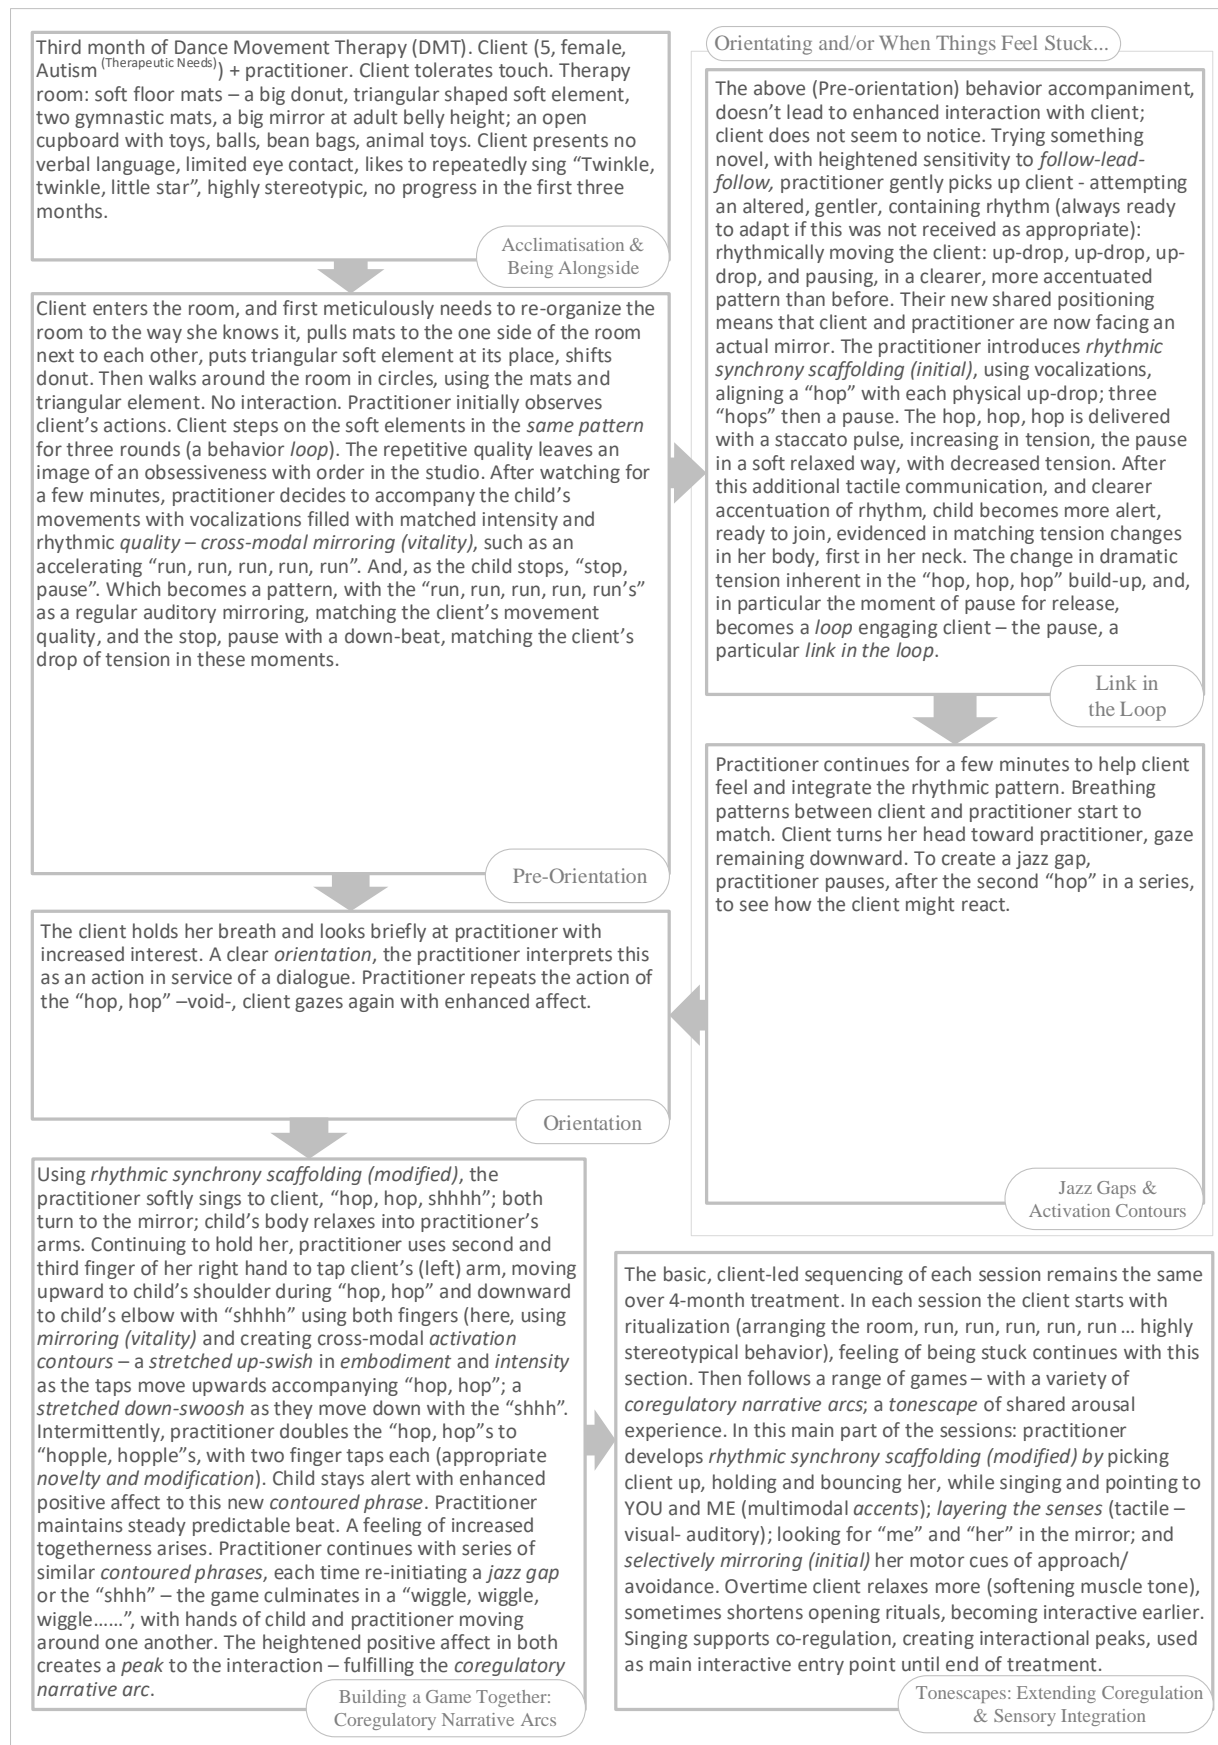 Third month of Dance Movement Therapy (DMT). Client (5, female,
Autism (Therapeutic Needs)) + practitioner. Client tolerates touch. Therapy
room: soft floor mats – a big donut, triangular shaped soft element,
two gymnastic mats, a big mirror at adult belly height; an open
cupboard with toys, balls, bean bags, animal toys. Client presents no
verbal language, limited eye contact, likes to repeatedly sing “Twinkle,
twinkle, little star”, highly stereotypic, no progress in the first three
months.
Acclimatisation &
Being Alongside
Client enters the room, and first meticulously needs to re-organize the
room to the way she knows it, pulls mats to the one side of the room
next to each other, puts triangular soft element at its place, shifts
donut. Then walks around the room in circles, using the mats and
triangular element. No interaction. Practitioner initially observes
client’s actions. Client steps on the soft elements in the same pattern
for three rounds (a behavior loop). The repetitive quality leaves an
image of an obsessiveness with order in the studio. After watching for
a few minutes, practitioner decides to accompany the child’s
movements with vocalizations filled with matched intensity and
rhythmic quality – cross-modal mirroring (vitality), such as an
accelerating “run, run, run, run, run”. And, as the child stops, “stop,
pause”. Which becomes a pattern, with the “run, run, run, run, run’s”
as a regular auditory mirroring, matching the client’s movement
quality, and the stop, pause with a down-beat, matching the client’s
drop of tension in these moments.
Pre-Orientation
Orientating and/or When Things Feel Stuck...
The above (Pre-orientation) behavior accompaniment,
doesn’t lead to enhanced interaction with client;
client does not seem to notice. Trying something
novel, with heightened sensitivity to follow-lead-
follow, practitioner gently picks up client - attempting
an altered, gentler, containing rhythm (always ready
to adapt if this was not received as appropriate):
rhythmically moving the client: up-drop, up-drop, up-
drop, and pausing, in a clearer, more accentuated
pattern than before. Their new shared positioning
means that client and practitioner are now facing an
actual mirror. The practitioner introduces rhythmic
synchrony scaffolding (initial), using vocalizations,
aligning a “hop” with each physical up-drop; three
“hops” then a pause. The hop, hop, hop is delivered
with a staccato pulse, increasing in tension, the pause
in a soft relaxed way, with decreased tension. After
this additional tactile communication, and clearer
accentuation of rhythm, child becomes more alert,
ready to join, evidenced in matching tension changes
in her body, first in her neck. The change in dramatic
tension inherent in the “hop, hop, hop” build-up, and,
in particular the moment of pause for release,
becomes a loop engaging client – the pause, a
particular link in the loop.
Link in
the Loop
Practitioner continues for a few minutes to help client
feel and integrate the rhythmic pattern. Breathing
patterns between client and practitioner start to
match. Client turns her head toward practitioner, gaze
remaining downward. To create a jazz gap,
practitioner pauses, after the second “hop” in a series,
to see how the client might react.
Jazz Gaps &
Activation Contours
The client holds her breath and looks briefly at practitioner with
increased interest. A clear orientation, the practitioner interprets this
as an action in service of a dialogue. Practitioner repeats the action of
the “hop, hop” –void-, client gazes again with enhanced affect.
Orientation
Using rhythmic synchrony scaffolding (modified), the
practitioner softly sings to client, “hop, hop, shhhh”; both
turn to the mirror; child’s body relaxes into practitioner’s
arms. Continuing to hold her, practitioner uses second and
third finger of her right hand to tap client’s (left) arm, moving
upward to child’s shoulder during “hop, hop” and downward
to child’s elbow with “shhhh” using both fingers (here, using
mirroring (vitality) and creating cross-modal activation
contours – a stretched up-swish in embodiment and intensity
as the taps move upwards accompanying “hop, hop”; a
stretched down-swoosh as they move down with the “shhh”.
Intermittently, practitioner doubles the “hop, hop”s to
“hopple, hopple”s, with two finger taps each (appropriate
novelty and modification). Child stays alert with enhanced
positive affect to this new contoured phrase. Practitioner
maintains steady predictable beat. A feeling of increased
togetherness arises. Practitioner continues with series of
similar contoured phrases, each time re-initiating a jazz gap
or the “shhh” – the game culminates in a “wiggle, wiggle,
wiggle......”, with hands of child and practitioner moving
around one another. The heightened positive affect in both
creates a peak to the interaction – fulfilling the coregulatory
narrative arc.
Building a Game Together:
Coregulatory Narrative Arcs
The basic, client-led sequencing of each session remains the same
over 4-month treatment. In each session the client starts with
ritualization (arranging the room, run, run, run, run, run ... highly
stereotypical behavior), feeling of being stuck continues with this
section. Then follows a range of games – with a variety of
coregulatory narrative arcs; a tonescape of shared arousal
experience. In this main part of the sessions: practitioner
develops rhythmic synchrony scaffolding (modified) by picking
client up, holding and bouncing her, while singing and pointing to
YOU and ME (multimodal accents); layering the senses (tactile –
visual- auditory); looking for “me” and “her” in the mirror; and
selectively mirroring (initial) her motor cues of approach/
avoidance. Overtime client relaxes more (softening muscle tone),
sometimes shortens opening rituals, becoming interactive earlier.
Singing supports co-regulation, creating interactional peaks, used
as main interactive entry point until end of treatment.
Tonescapes: Extending Coregulation
& Sensory Integration